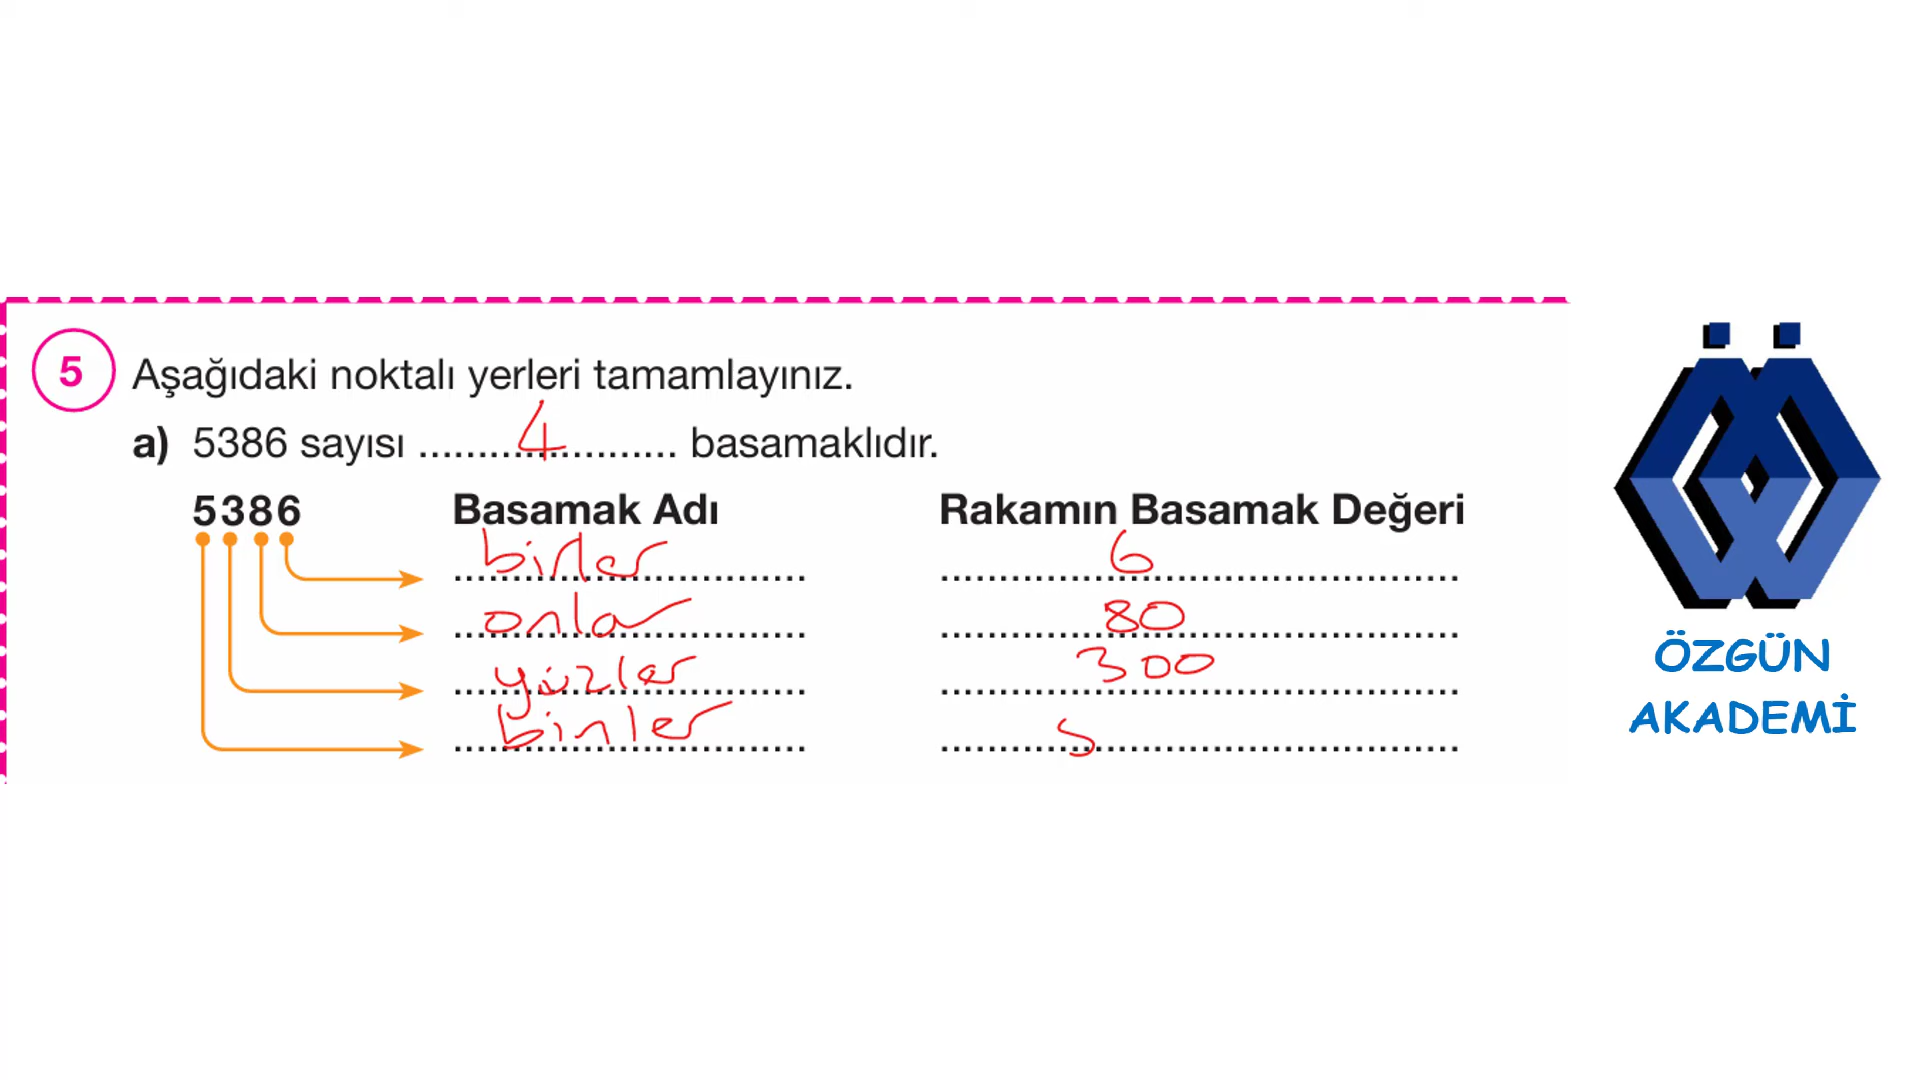 5 Aşağıdaki noktalı yerleri tamamlayınız.
a) 5386 sayısı ...........4........... basamaklıdır.
5386 Basamak Adı Rakamın Basamak Değeri
birler 6
onlar 80
yüzler 300
binler 5
ÖZGÜN
AKADEMİ